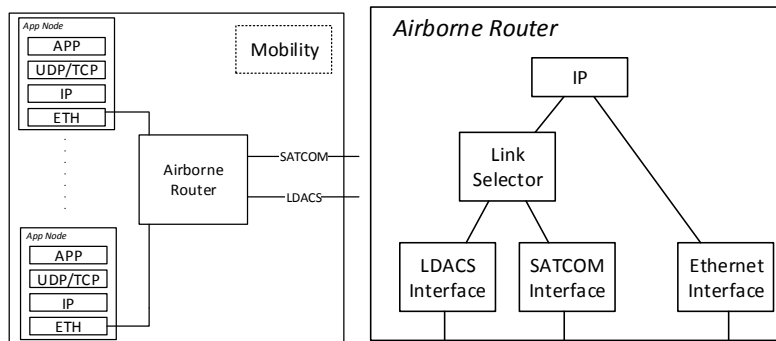 App Node
APP
UDP/TCP
IP
ETH
Mobility
Airborne
Router
SATCOM
LDACS
App Node
APP
UDP/TCP
IP
ETH
Airborne Router
IP
Link
Selector
LDACS
Interface
SATCOM
Interface
Ethernet
Interface